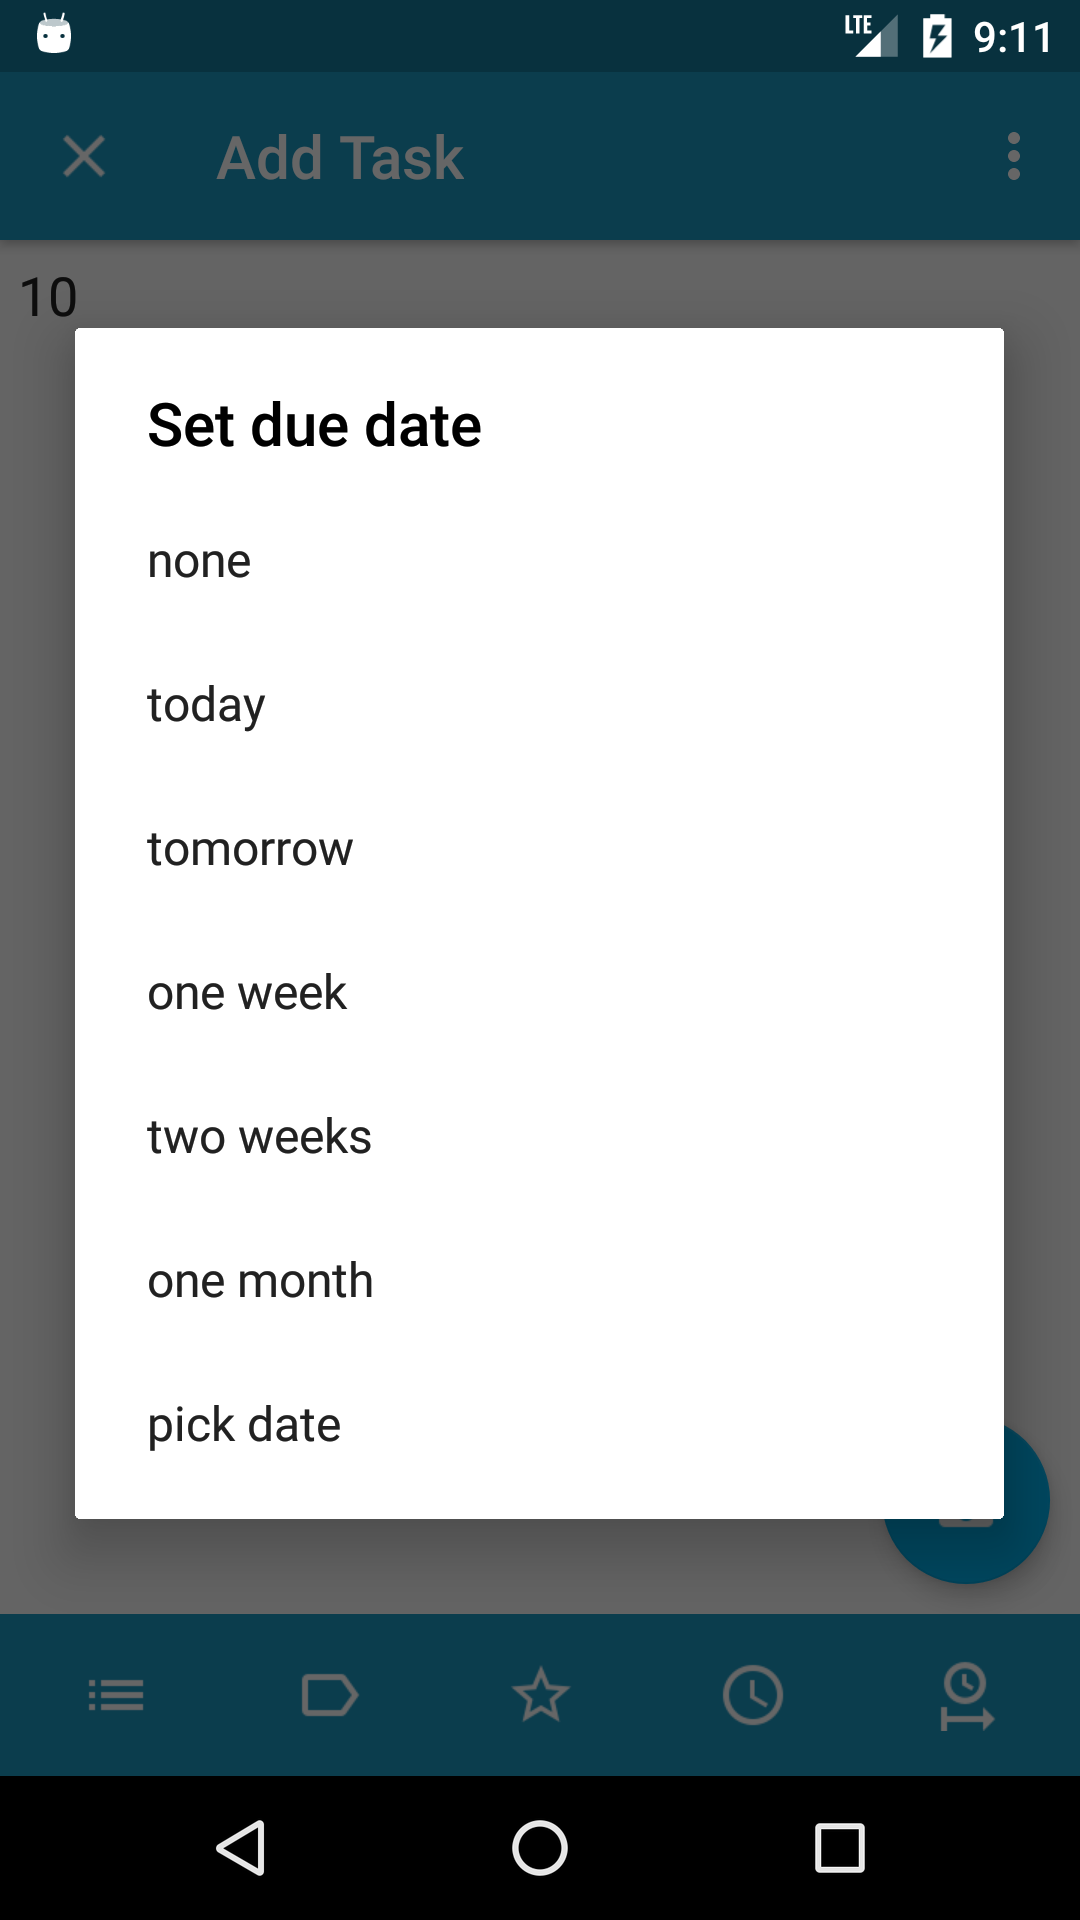 LTE 9:11
Add Task
10
Set due date
none
today
tomorrow
one week
two weeks
one month
pick date